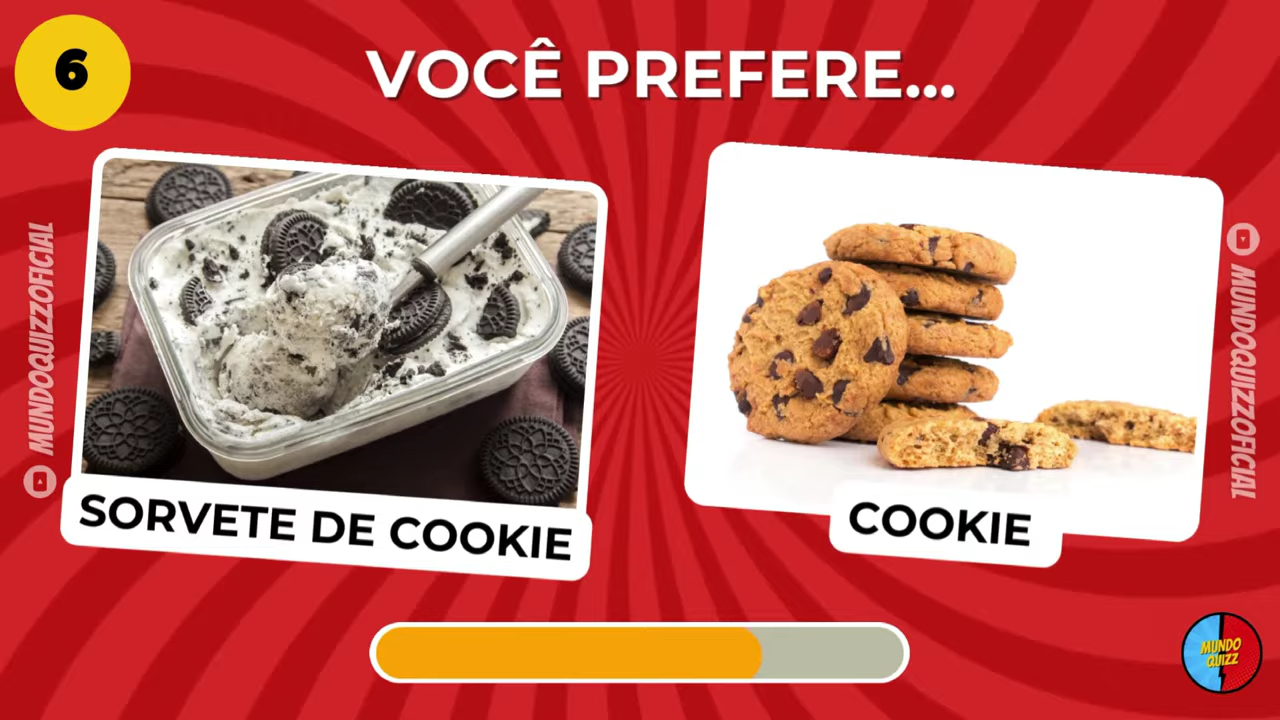 6
VOCÊ PREFERE...
MUNDOQUIZZOFICIAL
SORVETE DE COOKIE
COOKIE
MUNDOQUIZZOFICIAL
MUNDO
QUIZZ